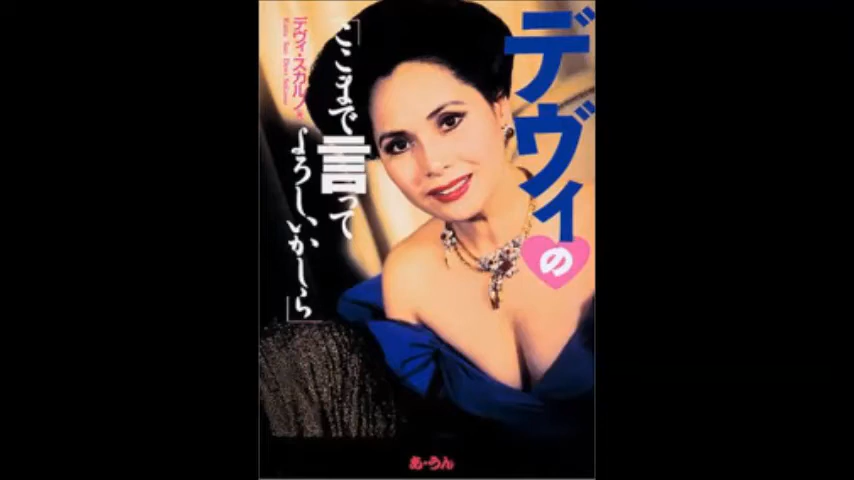 デヴィの
「ここまで言って
よろしいかしら」
デヴィ・スカルノ
あ・うん